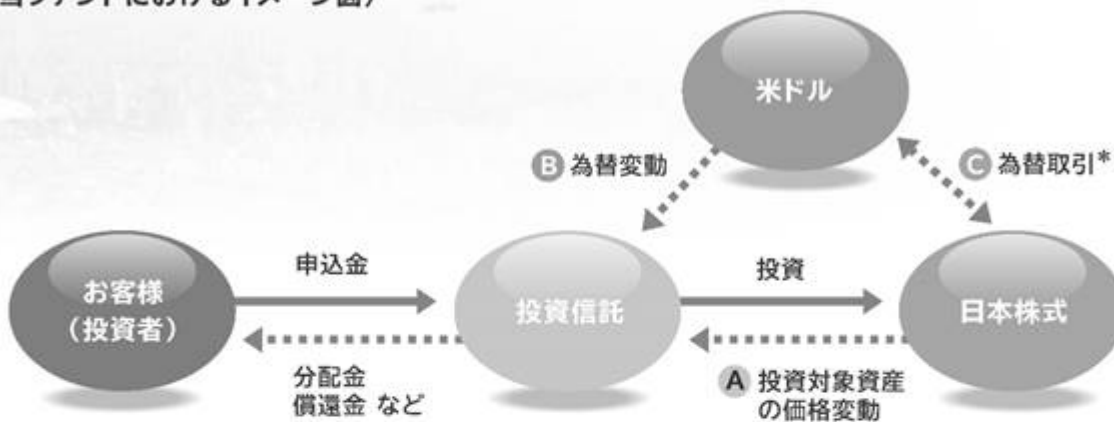 米ドル
B 為替変動
C 為替取引*
お客様
(投資者)
申込金
投資信託
投資
日本株式
分配金
償還金 など
A 投資対象資産
の価格変動